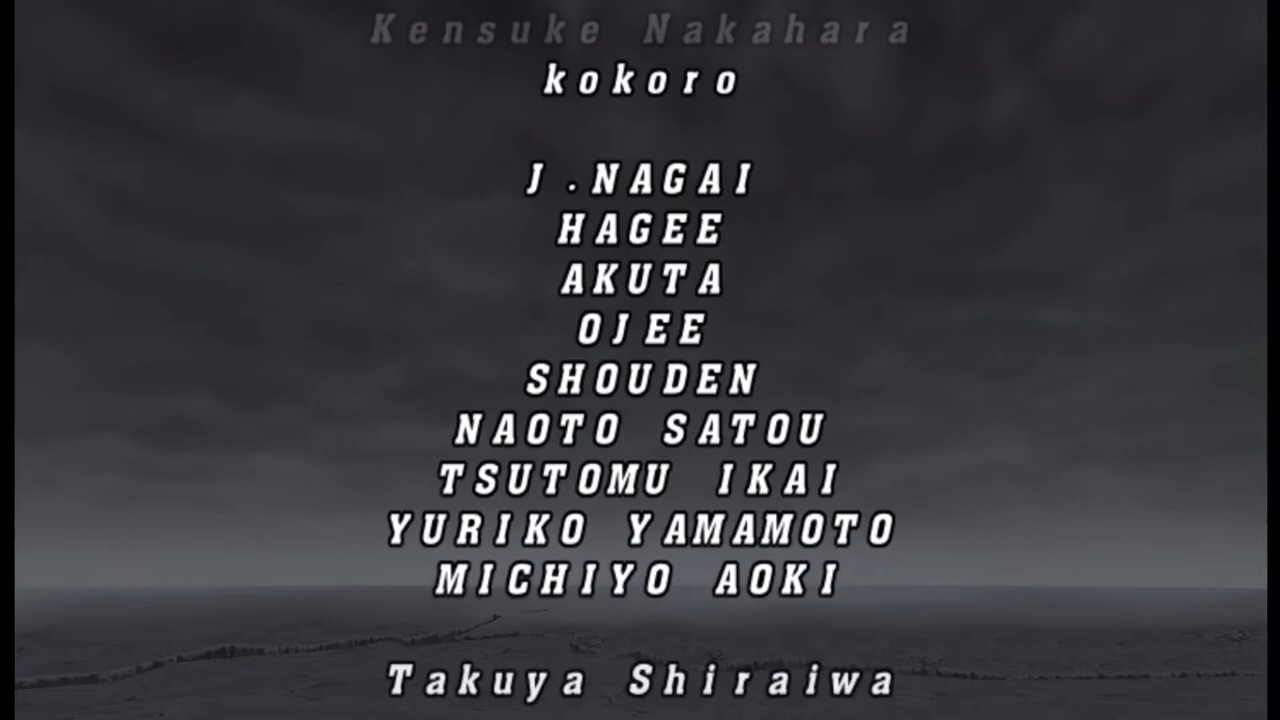 Kensuke Nakahara
kokoro
J.NAGAI
HAGEE
AKUTA
OJEE
SHOUDEN
NAOTO SATOU
TSUTOMU IKAI
YURIKO YAMAMOTO
MICHIYO AOKI
Takuya Shiraiwa